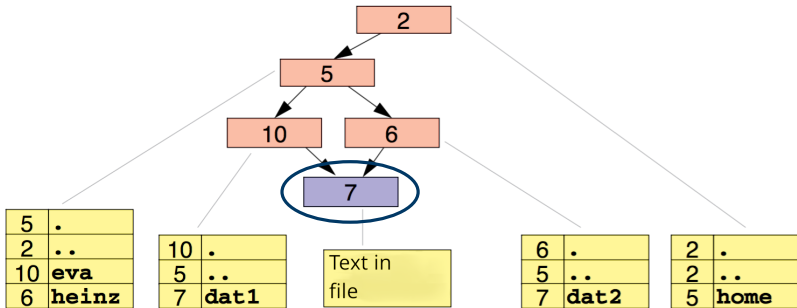 2
5
10
6
7
5 .
2 ..
10 eva
6 heinz
10 .
5 ..
7 dat1
Text in
file
6 .
5 ..
7 dat2
2 .
2 ..
5 home